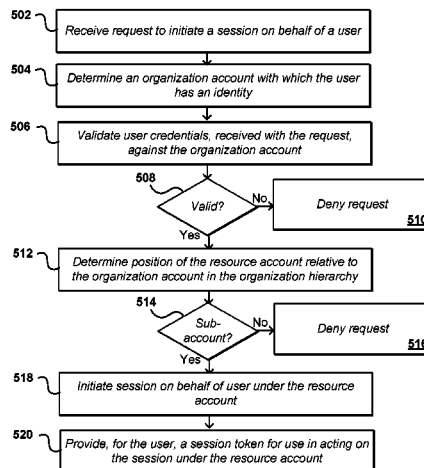 502
Receive request to initiate a session on behalf of a user
504
Determine an organization account with which the user
has an identity
506
Validate user credentials, received with the request,
against the organization account
508
Valid?
No
Deny request
510
Yes
512
Determine position of the resource account relative to
the organization account in the organization hierarchy
514
Sub-
account?
No
Deny request
516
Yes
518
Initiate session on behalf of user under the resource
account
520
Provide, for the user, a session token for use in acting on
the session under the resource account